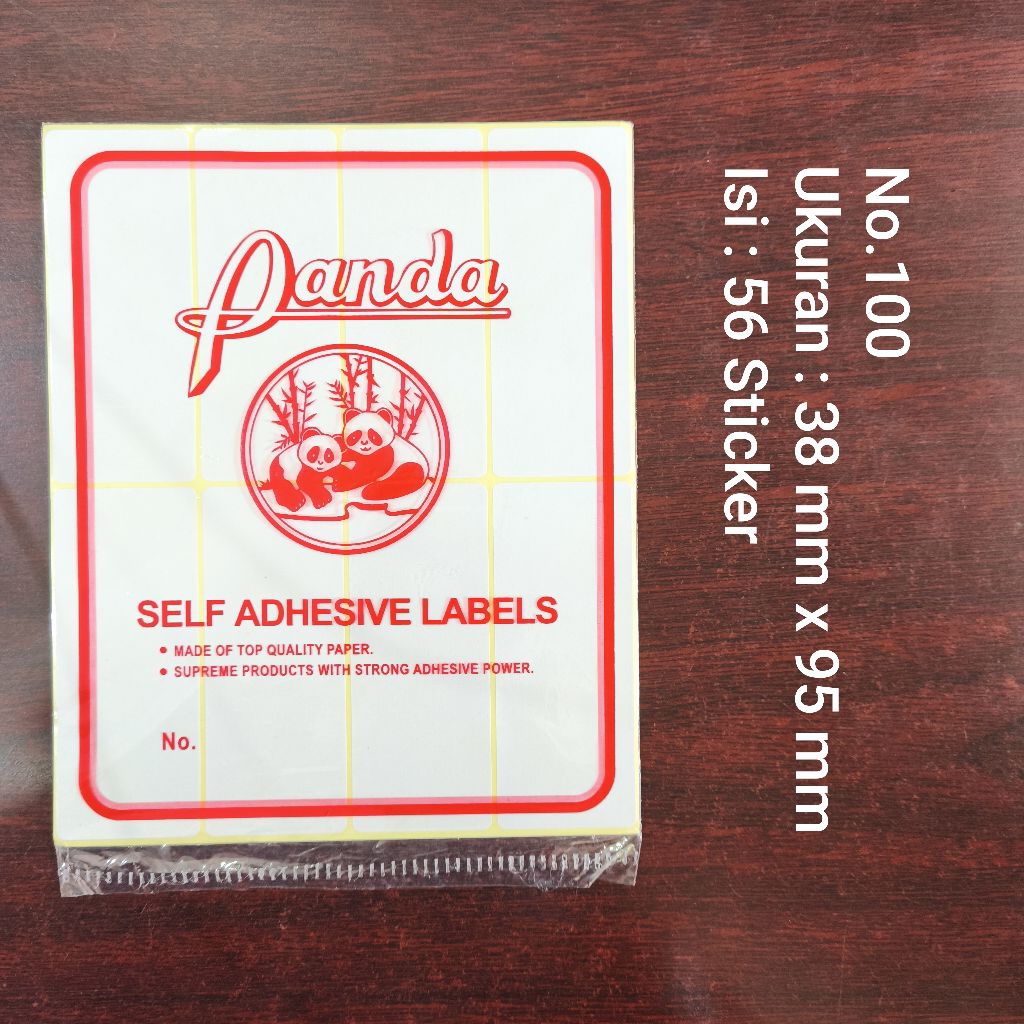 Panda
SELF ADHESIVE LABELS
• MADE OF TOP QUALITY PAPER.
• SUPREME PRODUCTS WITH STRONG ADHESIVE POWER.
No.
No.100
Ukuran : 38 mm x 95 mm
Isi : 56 Sticker